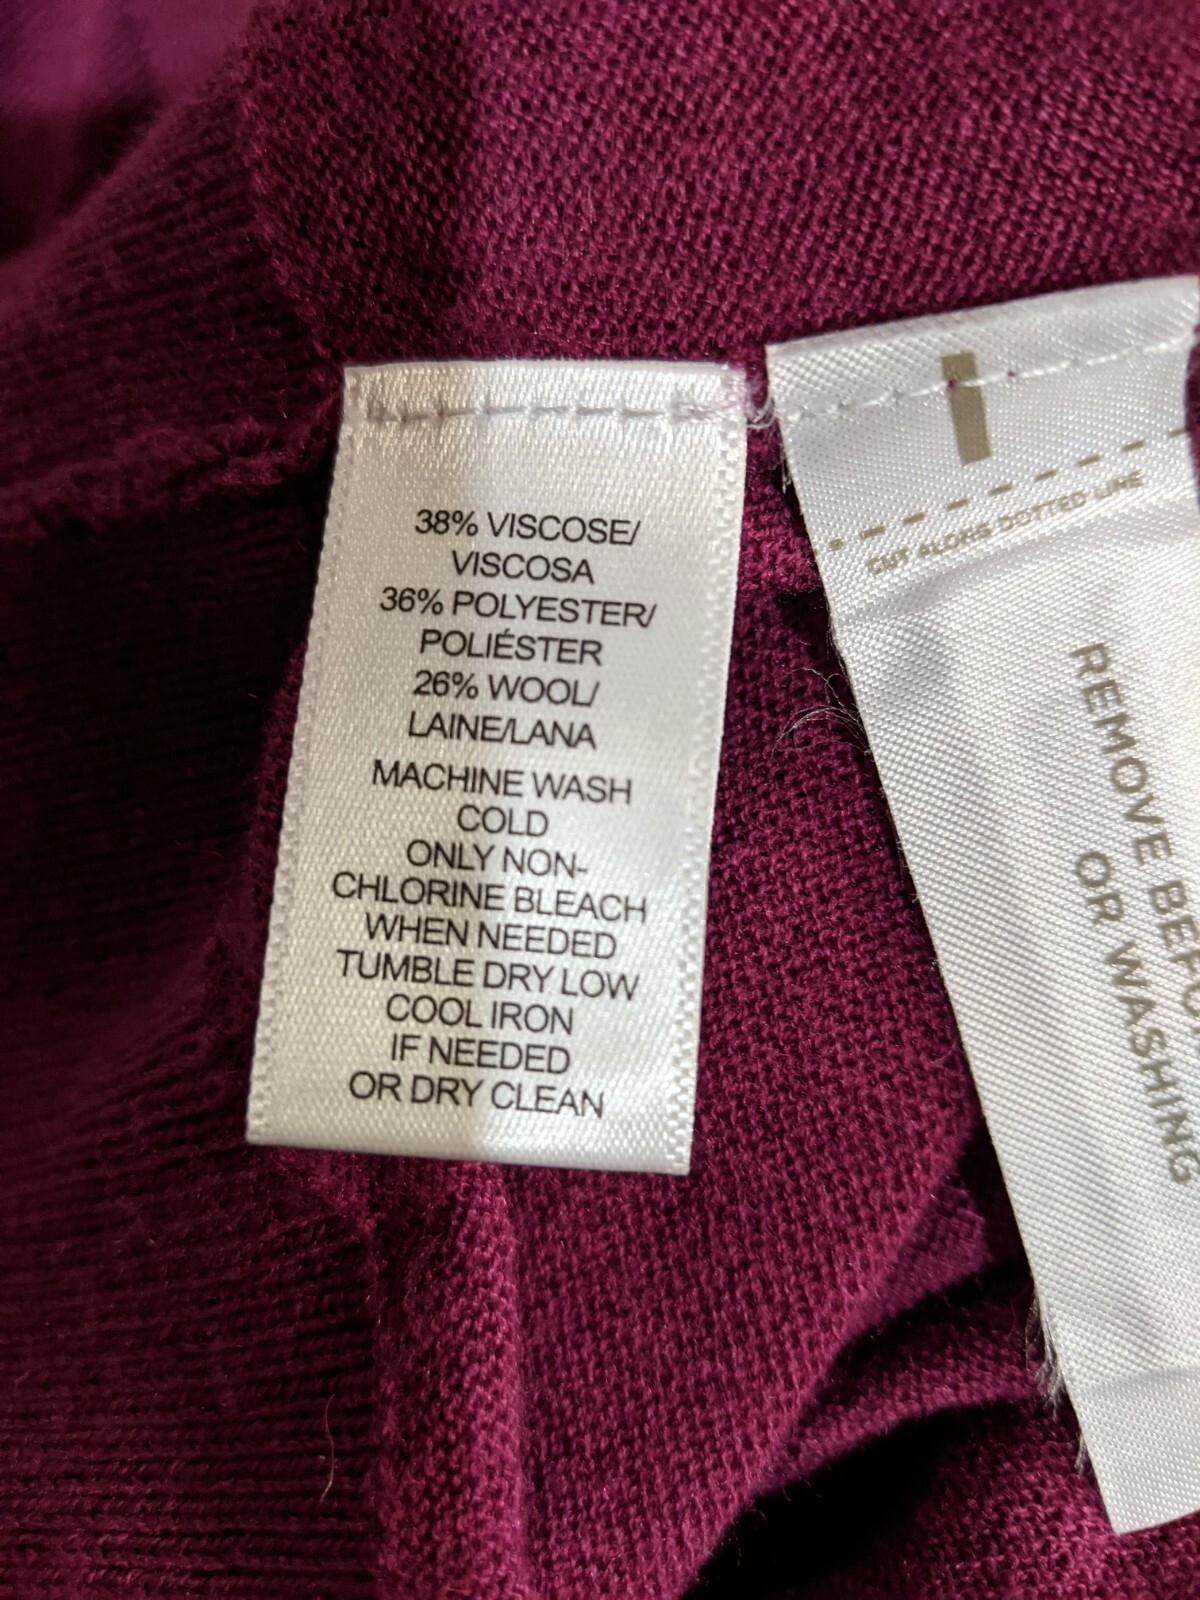 38% VISCOSE/
VISCOSA
36% POLYESTER/
POLIÉSTER
26% WOOL/
LAINE/LANA
MACHINE WASH
COLD
ONLY NON-
CHLORINE BLEACH
WHEN NEEDED
TUMBLE DRY LOW
COOL IRON
IF NEEDED
OR DRY CLEAN
CUT ALONG DOTTED LINE
REMOVE
OR WASHING